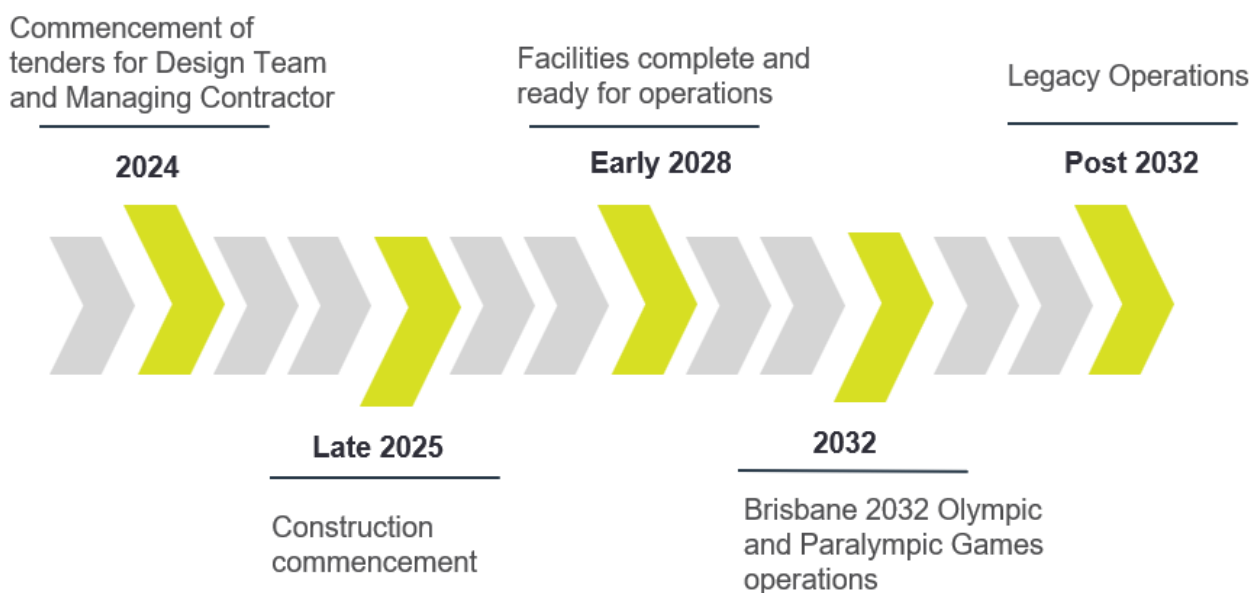 Commencement of
tenders for Design Team
and Managing Contractor
2024
Late 2025
Construction
commencement
Facilities complete and
ready for operations
Early 2028
2032
Brisbane 2032 Olympic
and Paralympic Games
operations
Legacy Operations
Post 2032